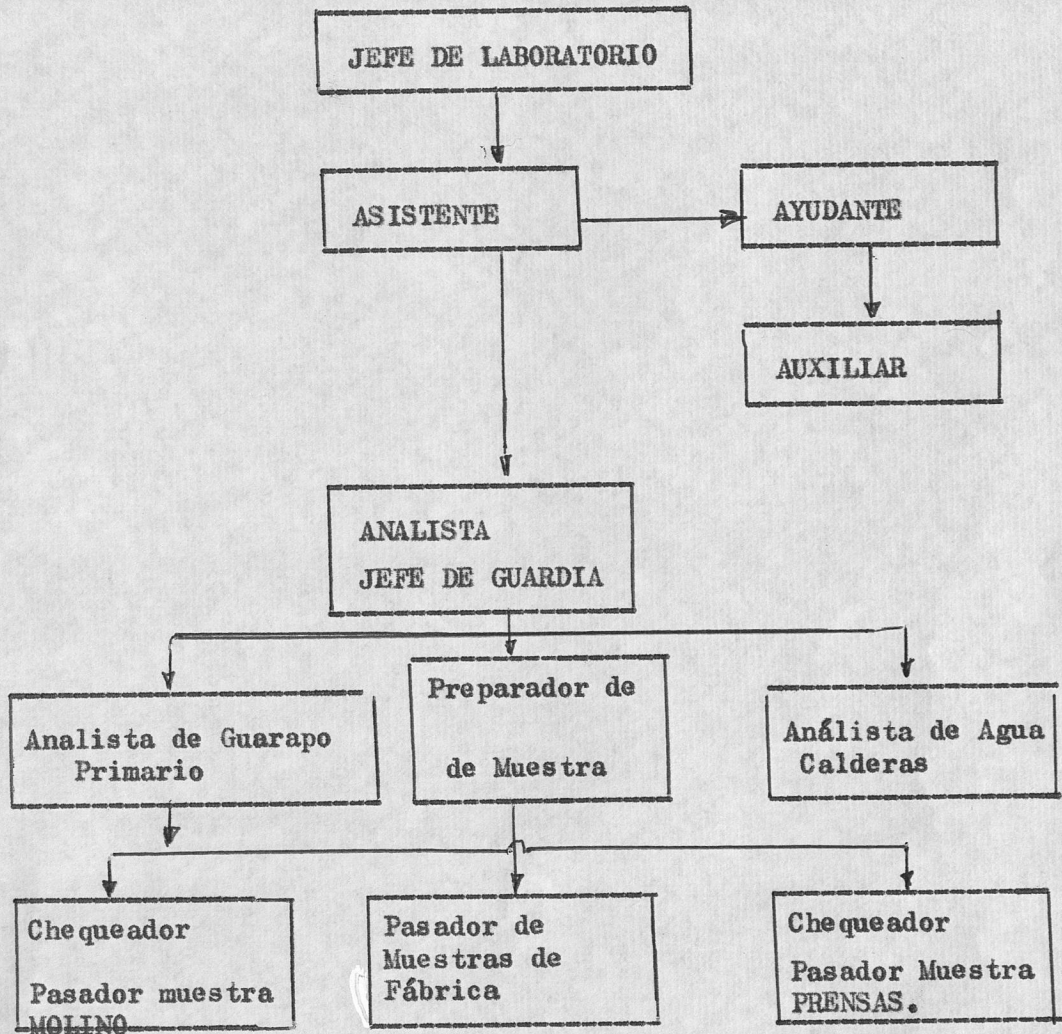 JEFE DE LABORATORIO
ASISTENTE
AYUDANTE
AUXILIAR
ANALISTA
JEFE DE GUARDIA
Analista de Guarapo
Primario
Preparador de
de Muestra
Análista de Agua
Calderas
Chequeador
Pasador muestra
MOLINO
Pasador de
Muestras de
Fábrica
Chequeador
Pasador Muestra
PRENSAS.